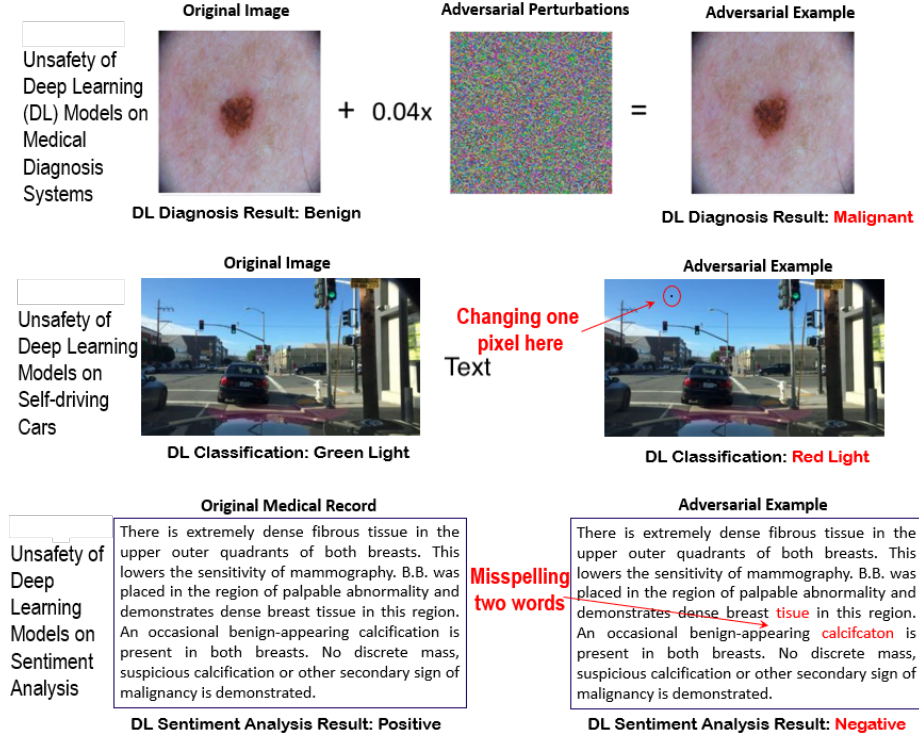 Original Image
Adversarial Perturbations
Adversarial Example
Unsafety of
Deep Learning
(DL) Models on
Medical
Diagnosis
Systems
+ 0.04x
=
DL Diagnosis Result: Benign
DL Diagnosis Result: Malignant
Original Image
Adversarial Example
Unsafety of
Deep Learning
Models on
Self-driving
Cars
Changing one
pixel here
Text
DL Classification: Green Light
DL Classification: Red Light
Original Medical Record
Adversarial Example
Unsafety of
Deep
Learning
Models on
Sentiment
Analysis
There is extremely dense fibrous tissue in the
upper outer quadrants of both breasts. This
lowers the sensitivity of mammography. B.B. was
placed in the region of palpable abnormality and
demonstrates dense breast tissue in this region.
An occasional benign-appearing calcification is
present in both breasts. No discrete mass,
suspicious calcification or other secondary sign of
malignancy is demonstrated.
Misspelling
two words
There is extremely dense fibrous tissue in the
upper outer quadrants of both breasts. This
lowers the sensitivity of mammography. B.B. was
placed in the region of palpable abnormality and
demonstrates dense breast tisue in this region.
An occasional benign-appearing calcifcaton is
present in both breasts. No discrete mass,
suspicious calcification or other secondary sign of
malignancy is demonstrated.
DL Sentiment Analysis Result: Positive
DL Sentiment Analysis Result: Negative